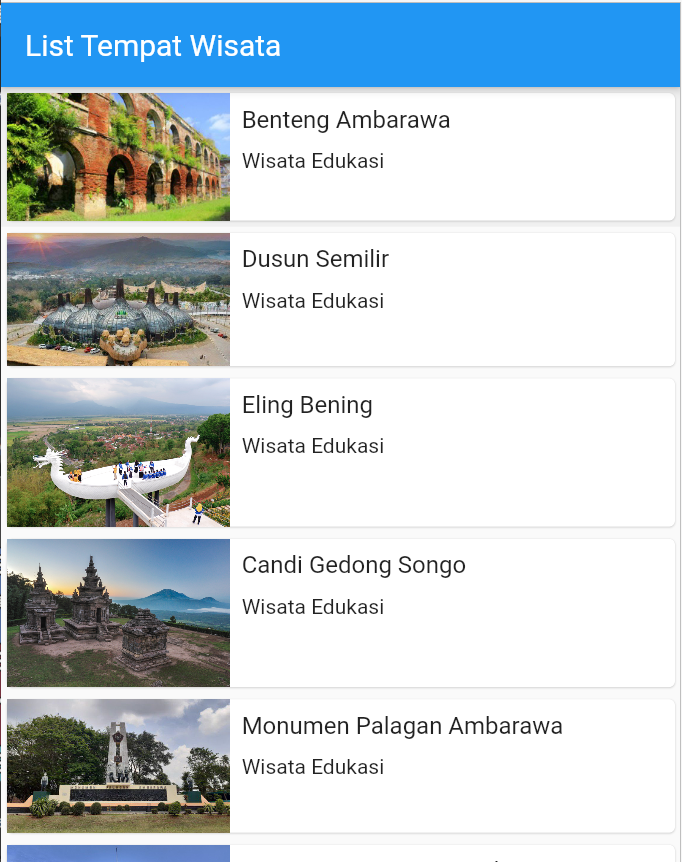 List Tempat Wisata
Benteng Ambarawa
Wisata Edukasi
Dusun Semilir
Wisata Edukasi
Eling Bening
Wisata Edukasi
Candi Gedong Songo
Wisata Edukasi
Monumen Palagan Ambarawa
Wisata Edukasi